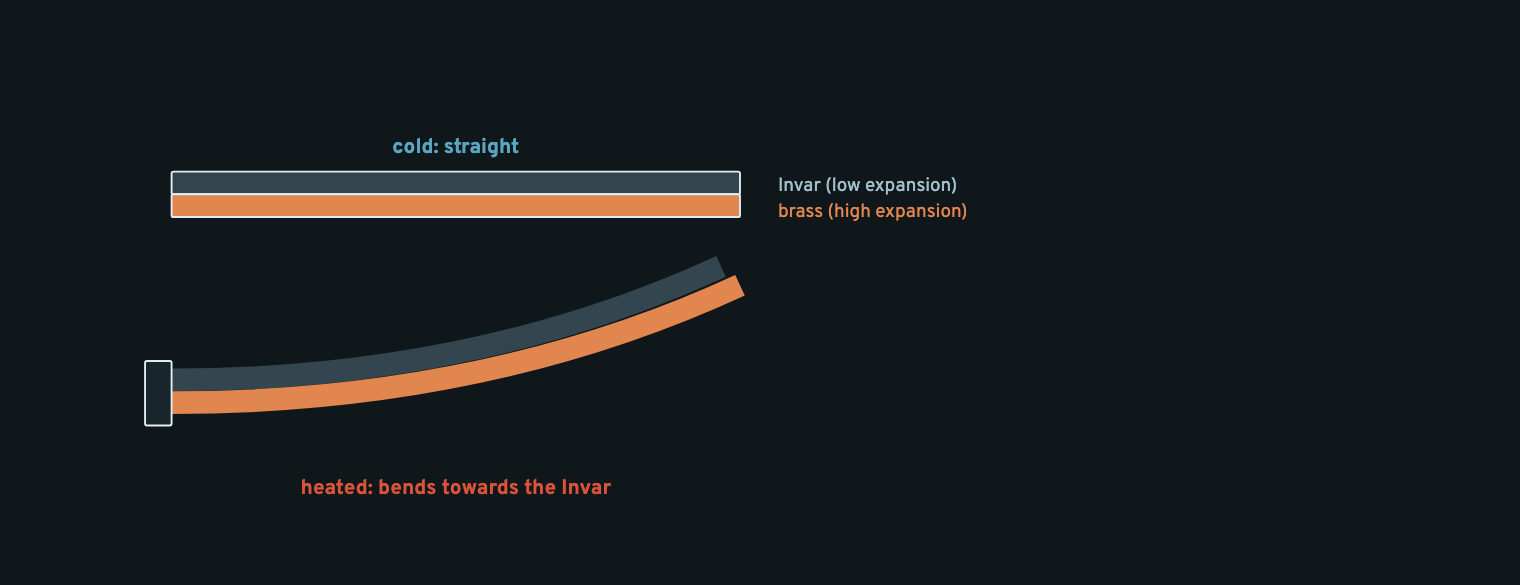 cold: straight
Invar (low expansion)
brass (high expansion)
heated: bends towards the Invar